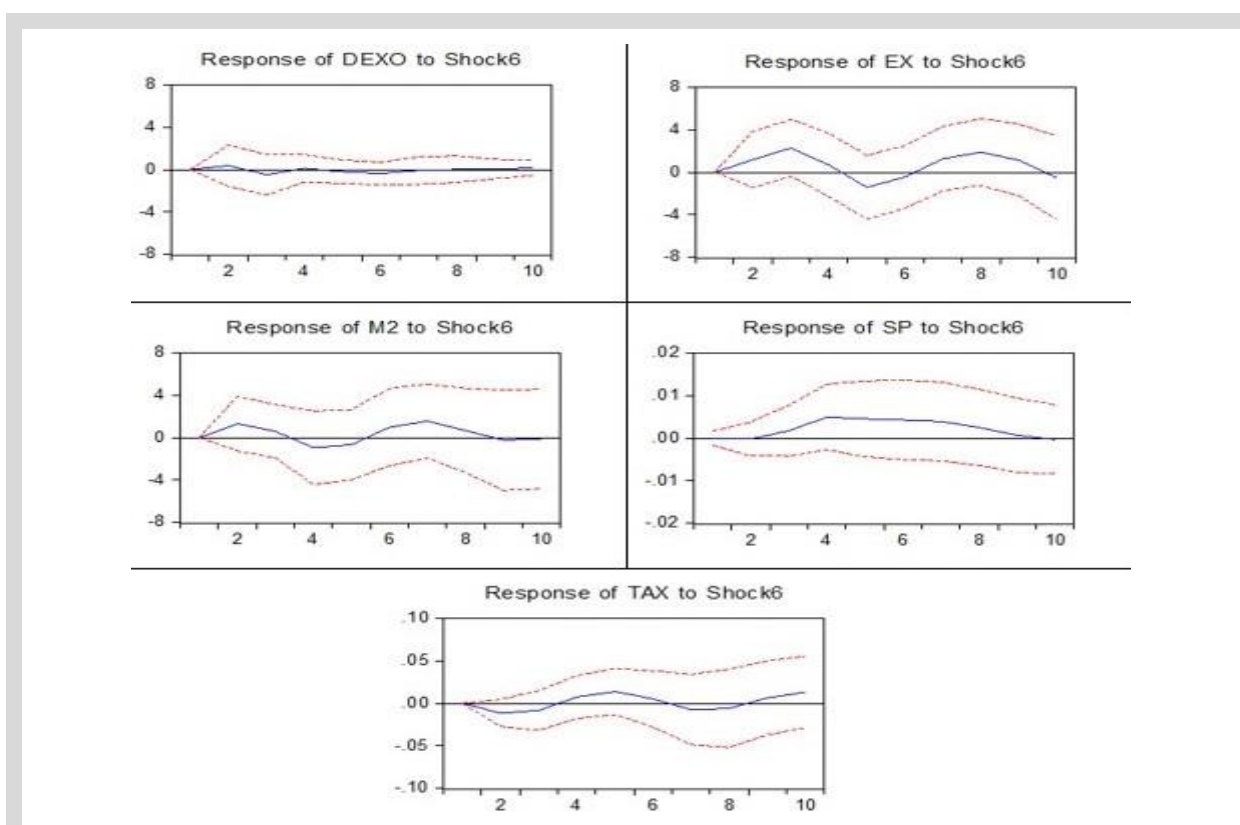 Response of DEXO to Shock6
8
4
0
-4
-8
2 4 6 8 10
Response of EX to Shock6
8
4
0
-4
-8
2 4 6 8 10
Response of M2 to Shock6
8
4
0
-4
-8
2 4 6 8 10
Response of SP to Shock6
.02
.01
.00
-.01
-.02
2 4 6 8 10
Response of TAX to Shock6
.10
.05
.00
-.05
-.10
2 4 6 8 10